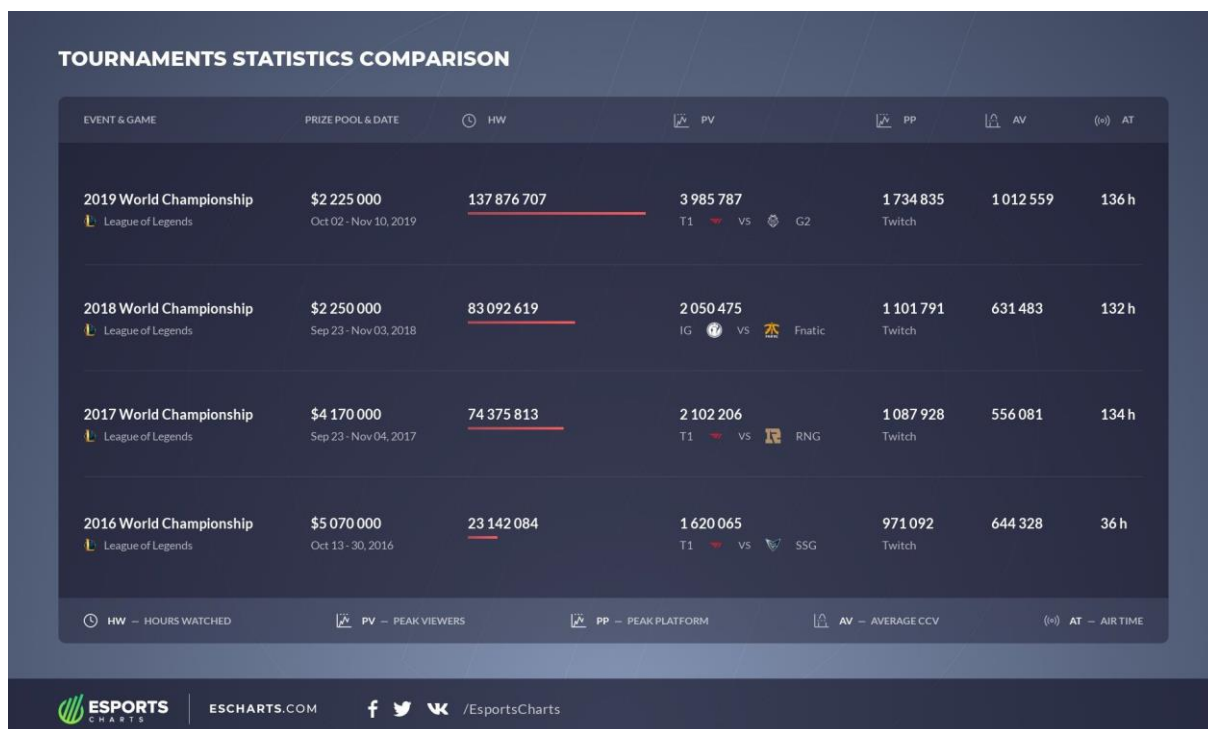 TOURNAMENTS STATISTICS COMPARISON
EVENT & GAME PRIZE POOL & DATE HW PV PP AV AT
2019 World Championship $2 225 000 137 876 707 3 985 787 1 734 835 1 012 559 136 h
League of Legends Oct 02 - Nov 10, 2019 T1 VS G2 Twitch
2018 World Championship $2 250 000 83 092 619 2 050 475 1 101 791 631 483 132 h
League of Legends Sep 23 - Nov 03, 2018 IG VS Fnatic Twitch
2017 World Championship $4 170 000 74 375 813 2 102 206 1 087 928 556 081 134 h
League of Legends Sep 23 - Nov 04, 2017 T1 VS RNG Twitch
2016 World Championship $5 070 000 23 142 084 1 620 065 971 092 644 328 36 h
League of Legends Oct 13 - 30, 2016 T1 VS SSG Twitch
HW – HOURS WATCHED PV – PEAK VIEWERS PP – PEAK PLATFORM AV – AVERAGE CCV AT – AIR TIME
ESPORTS CHARTS ESCHARTS.COM /EsportsCharts